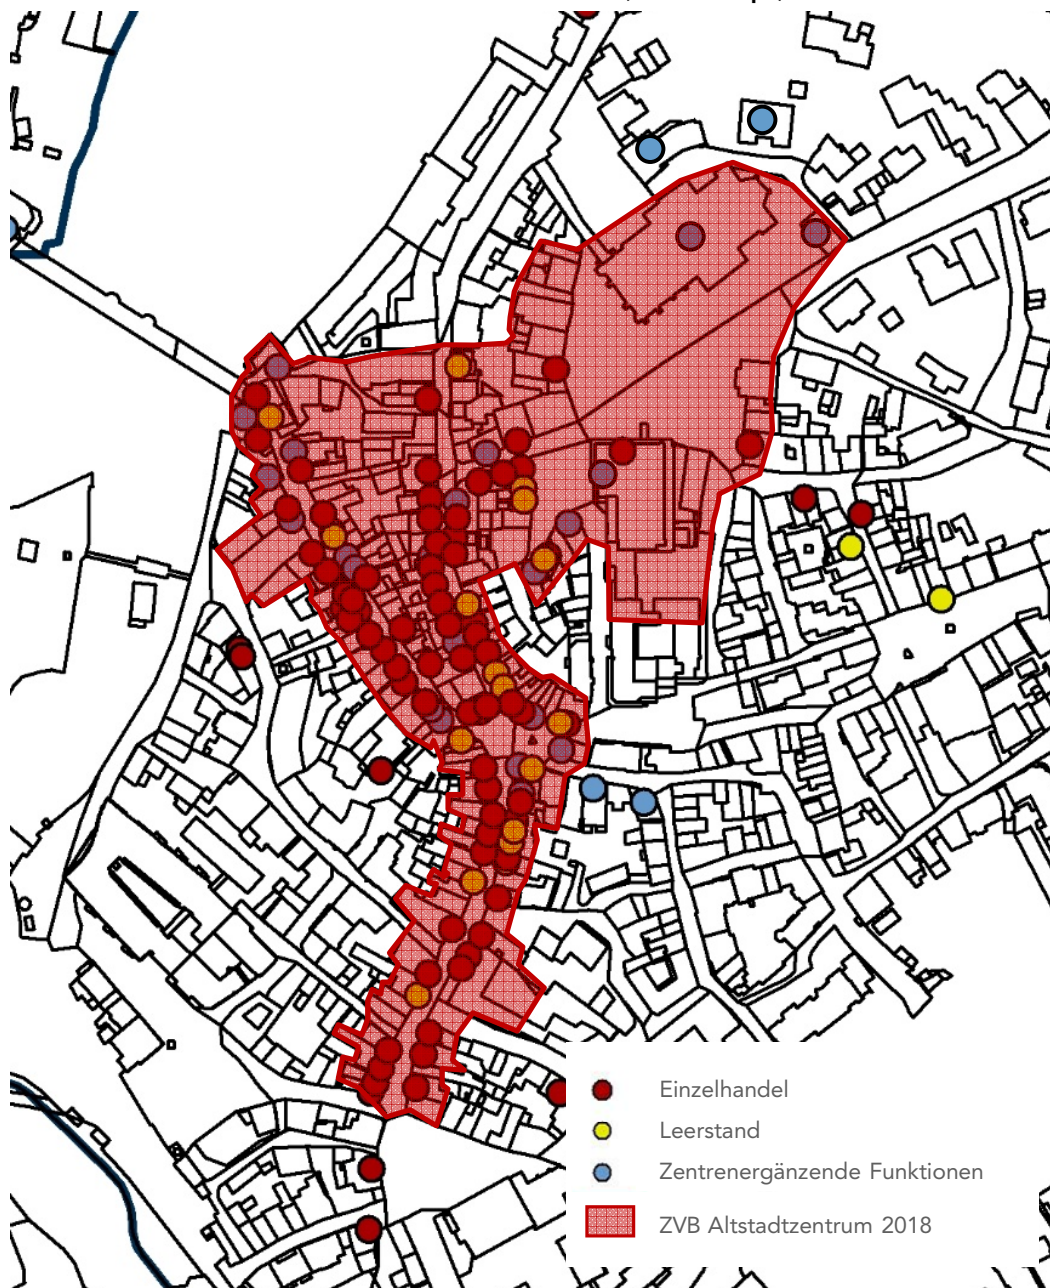 Einzelhandel
Leerstand
Zentrenergänzende Funktionen
ZVB Altstadtzentrum 2018